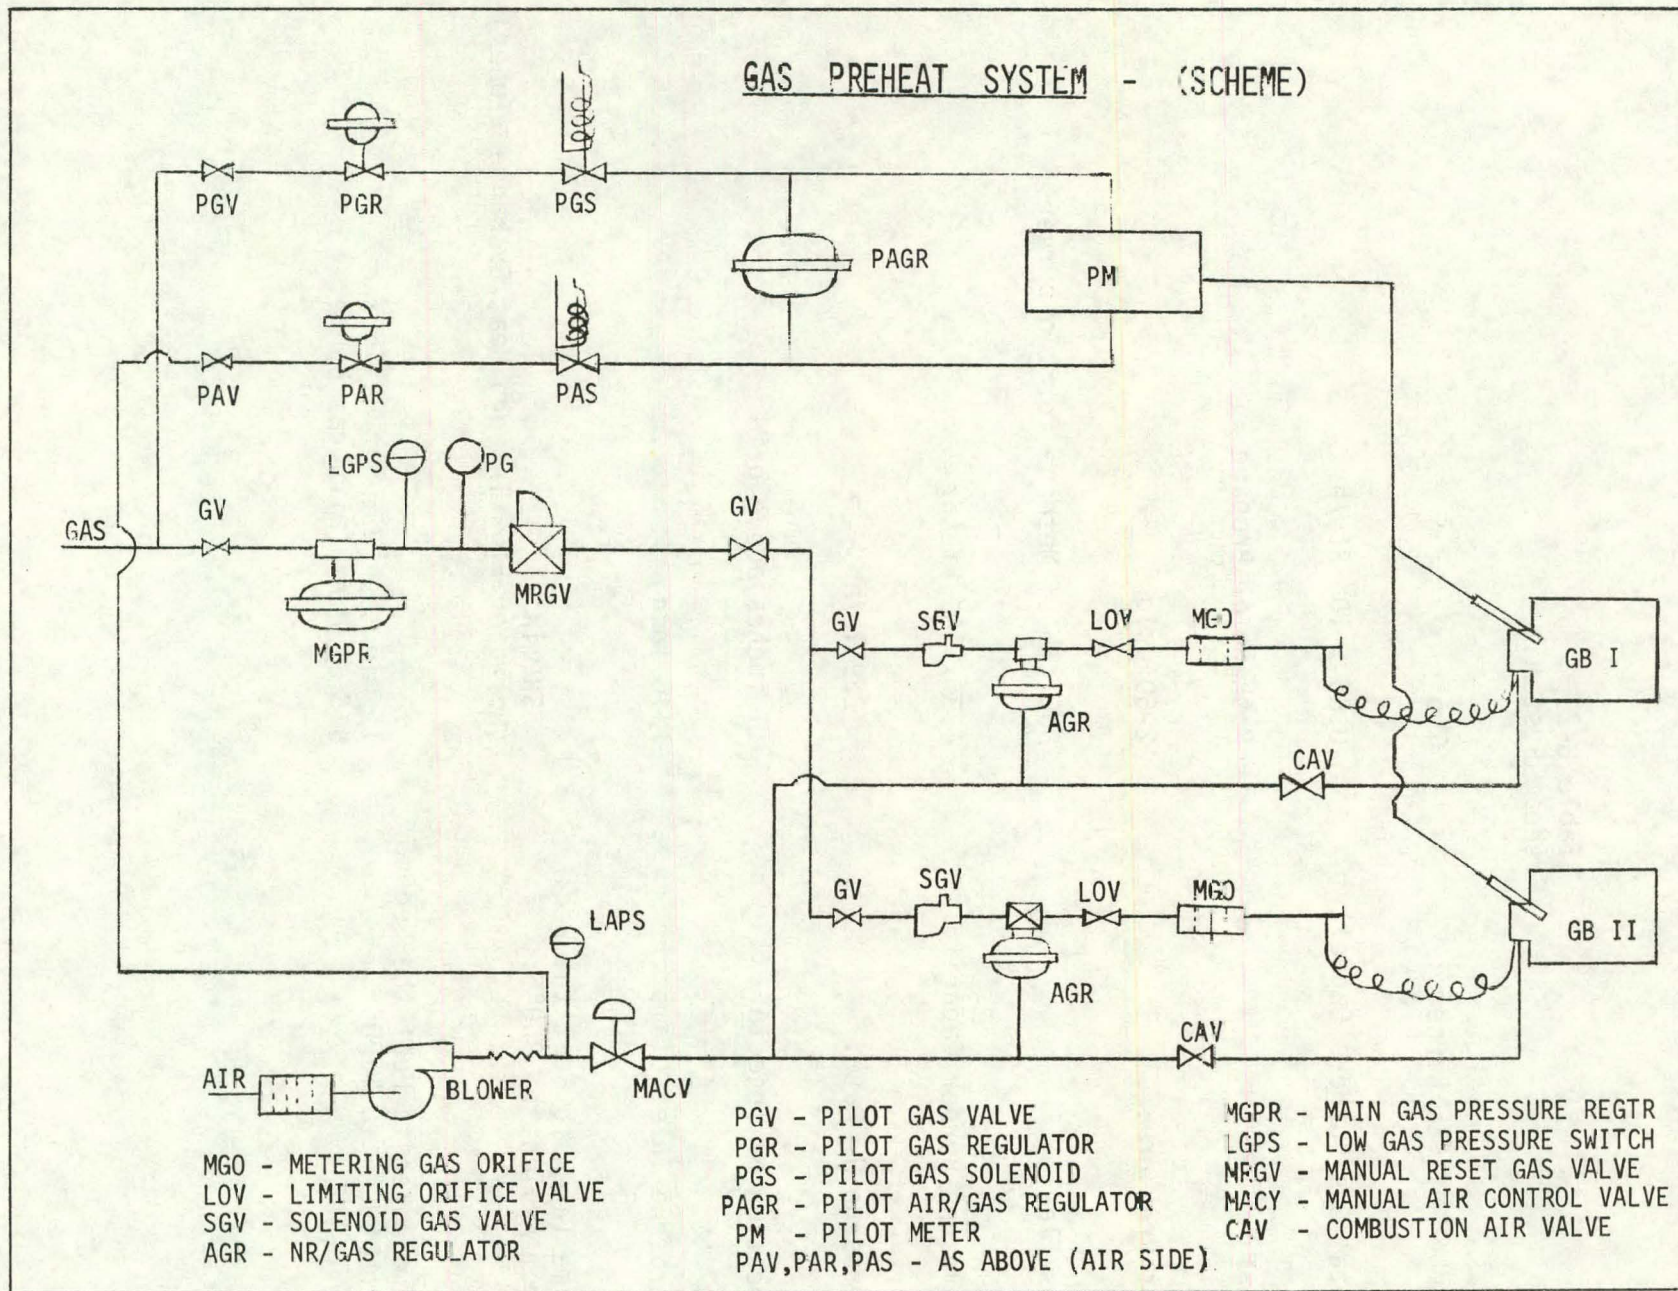 GAS PREHEAT SYSTEM - (SCHEME)
PGV
PGR
PGS
PAGR
PM
PAV
PAR
PAS
LGPS
PG
GV
GV
GAS
MRGV
MGPR
GV
SGV
LOV
MGO
GB I
AGR
CAV
GV
SGV
LOV
MGO
GB II
LAPS
AGR
CAV
AIR
BLOWER
MACV
MGO - METERING GAS ORIFICE
LOV - LIMITING ORIFICE VALVE
SGV - SOLENOID GAS VALVE
AGR - NR/GAS REGULATOR
PGV - PILOT GAS VALVE
PGR - PILOT GAS REGULATOR
PGS - PILOT GAS SOLENOID
PAGR - PILOT AIR/GAS REGULATOR
PM - PILOT METER
PAV,PAR,PAS - AS ABOVE (AIR SIDE)
MGPR - MAIN GAS PRESSURE REGTR
LGPS - LOW GAS PRESSURE SWITCH
MRGV - MANUAL RESET GAS VALVE
MACY - MANUAL AIR CONTROL VALVE
CAV - COMBUSTION AIR VALVE